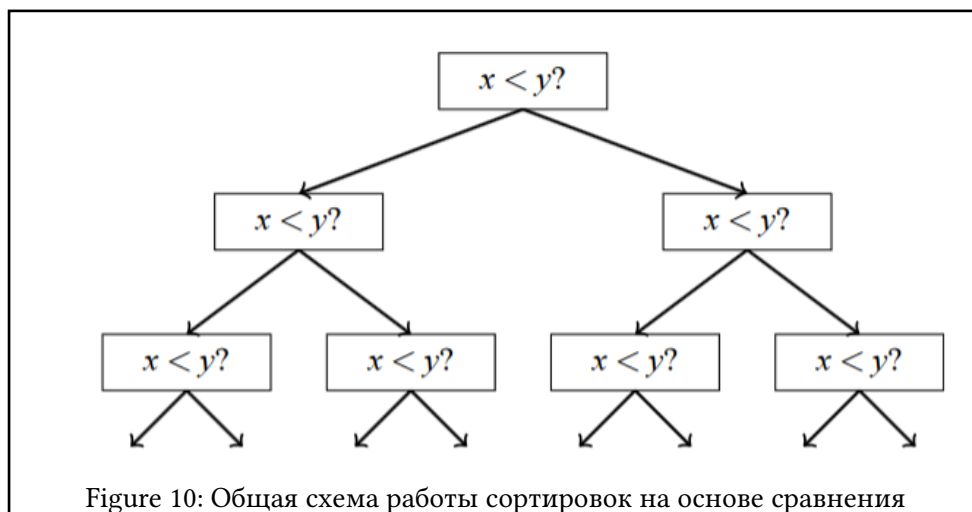 x < y?
x < y?
x < y?
x < y?
x < y?
x < y?
x < y?
Figure 10: Общая схема работы сортировок на основе сравнения